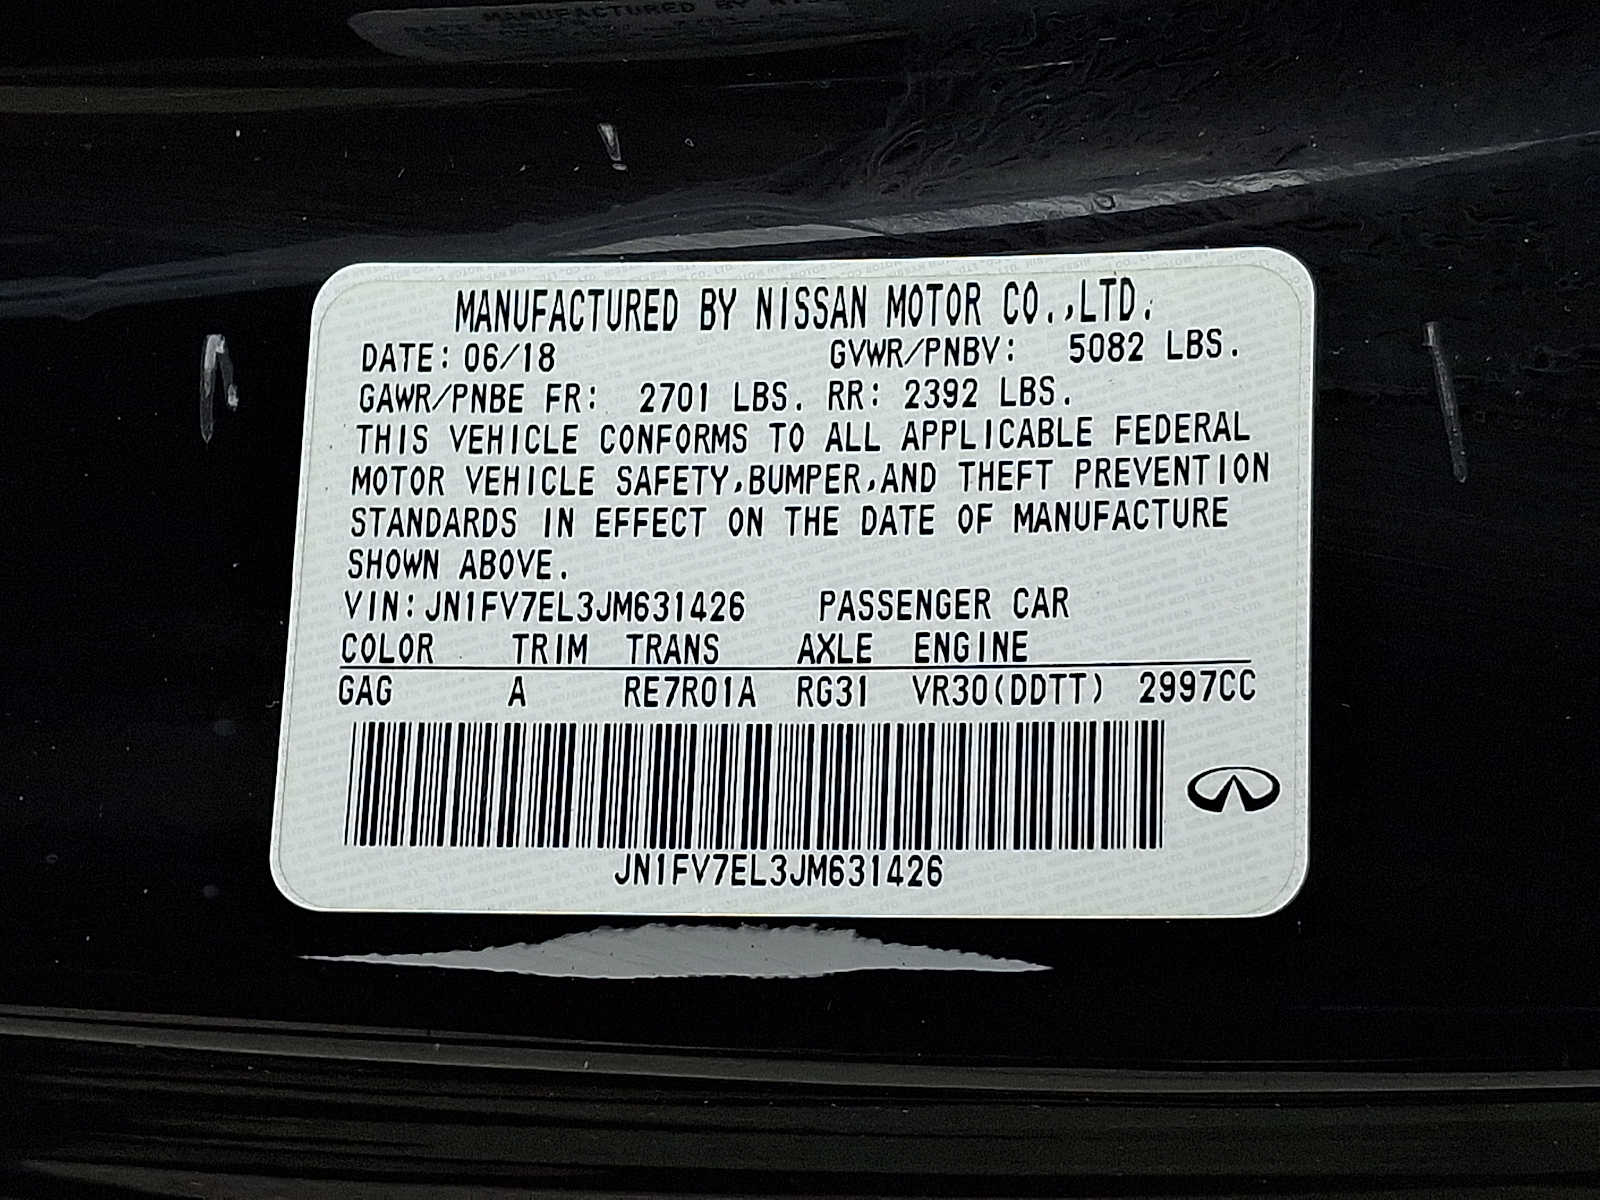 MANUFACTURED BY NISSAN MOTOR CO.,LTD.
DATE: 06/18 GVWR/PNBV: 5082 LBS.
GAWR/PNBE FR: 2701 LBS. RR: 2392 LBS.
THIS VEHICLE CONFORMS TO ALL APPLICABLE FEDERAL
MOTOR VEHICLE SAFETY,BUMPER,AND THEFT PREVENTION
STANDARDS IN EFFECT ON THE DATE OF MANUFACTURE
SHOWN ABOVE.
VIN: JN1FV7EL3JM631426 PASSENGER CAR
COLOR TRIM TRANS AXLE ENGINE
GAG A RE7R01A RG31 VR30(DDTT) 2997CC
JN1FV7EL3JM631426